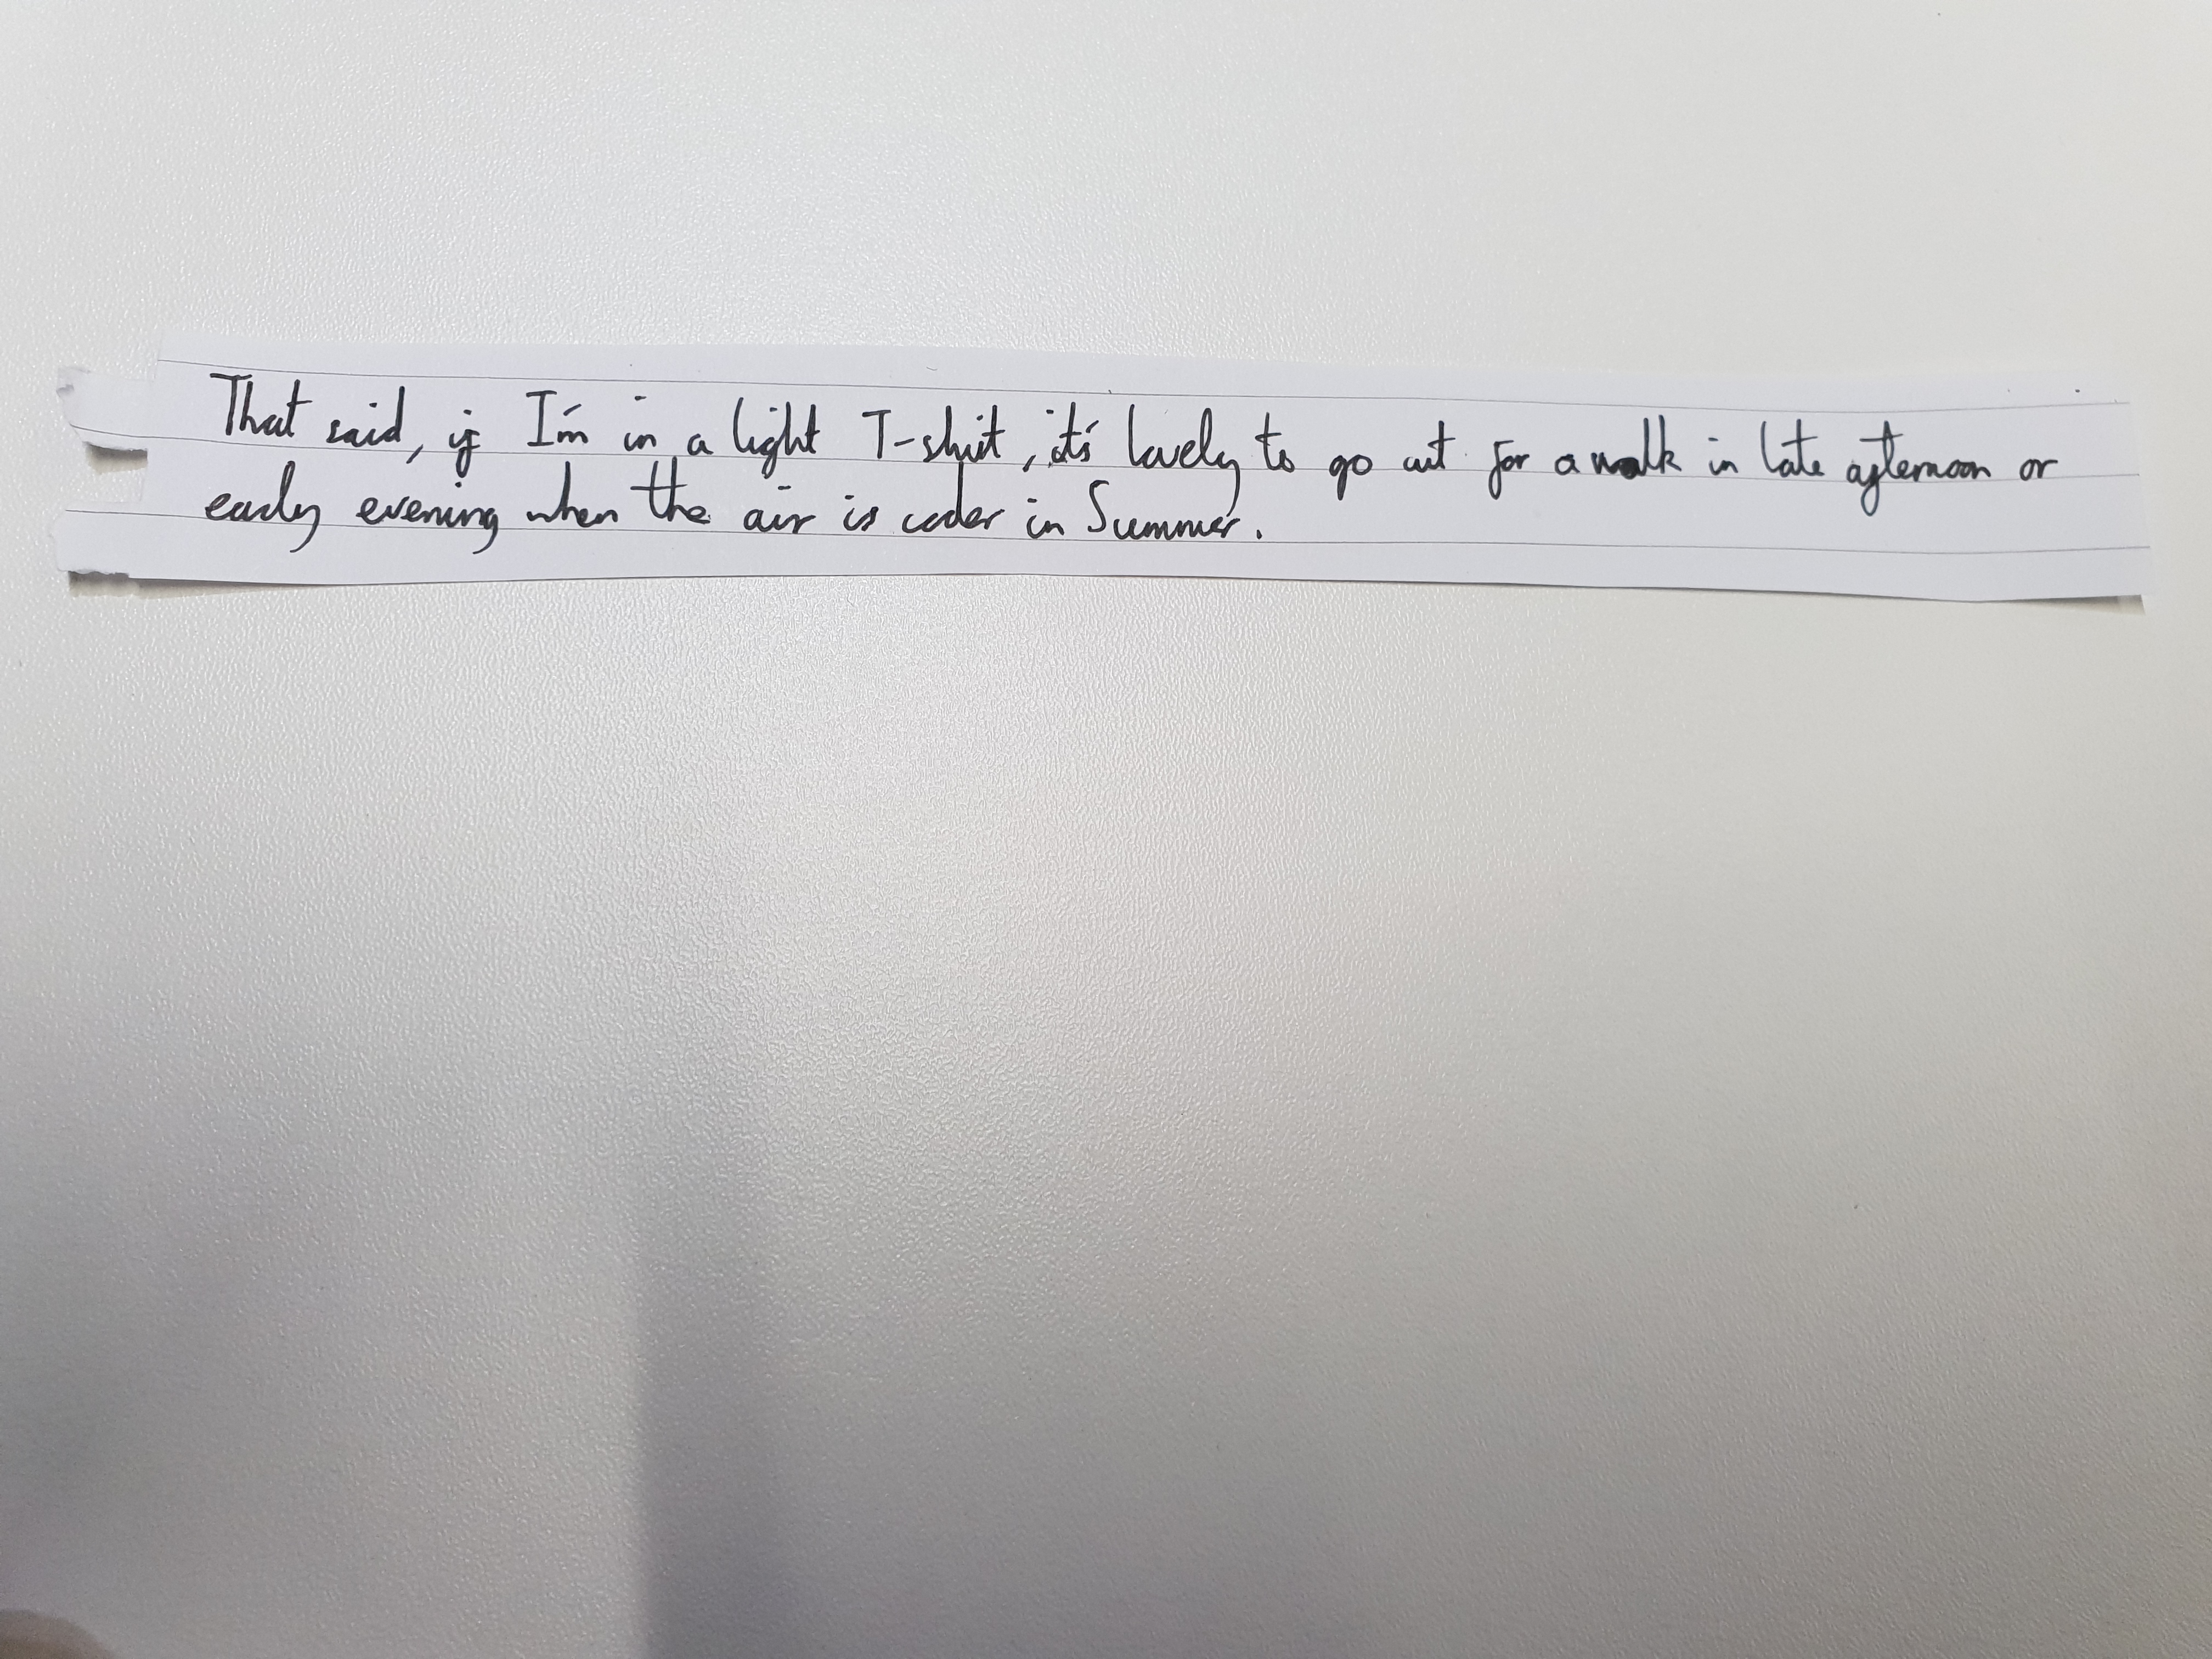 That said, if I'm in a light T-shirt, it's lovely to go out for a walk in late afternoon or
early evening when the air is cooler in Summer.